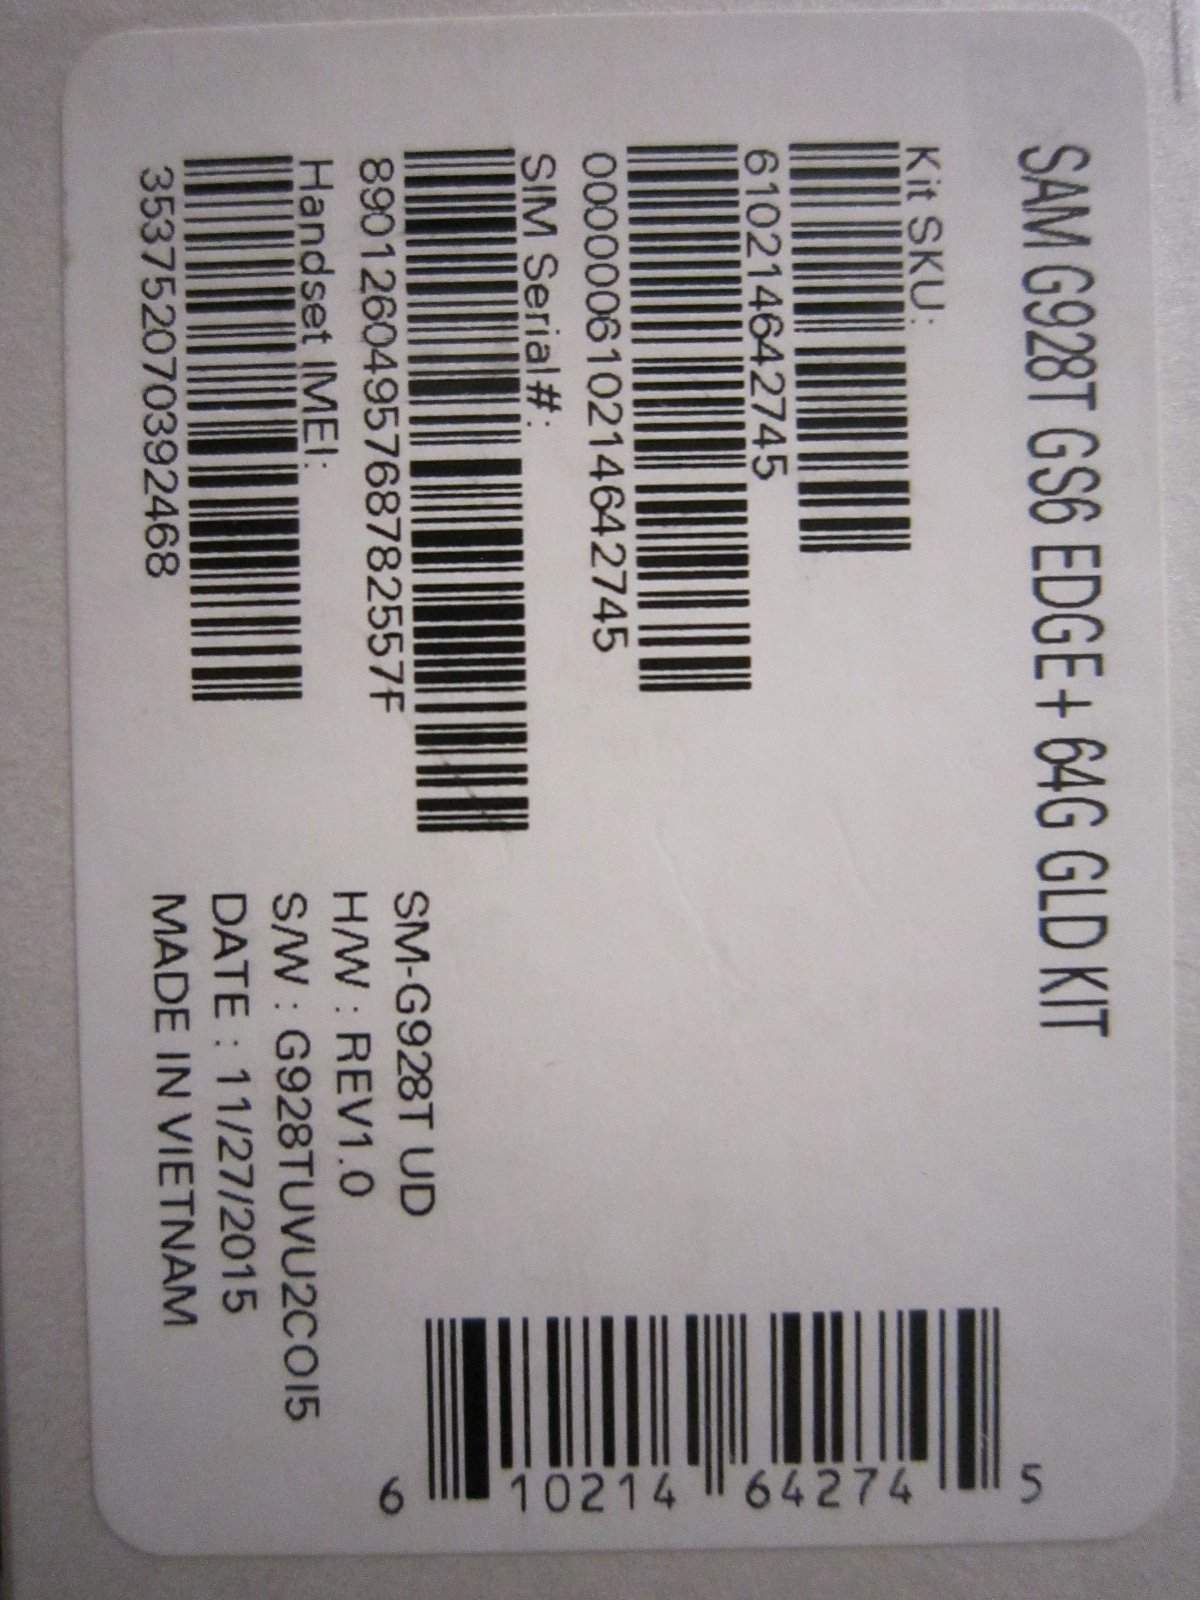 SAM G928T GS6 EDGE+ 64G GLD KIT
Kit SKU:
610214642745
00000610214642745
SIM Serial#:
8901260495768782557F
Handset IMEI:
353752070392468
SM-G928T UD
H/W : REV1.0
S/W : G928TUVU2COI5
DATE : 11/27/2015
MADE IN VIETNAM
6 10214 64274 5